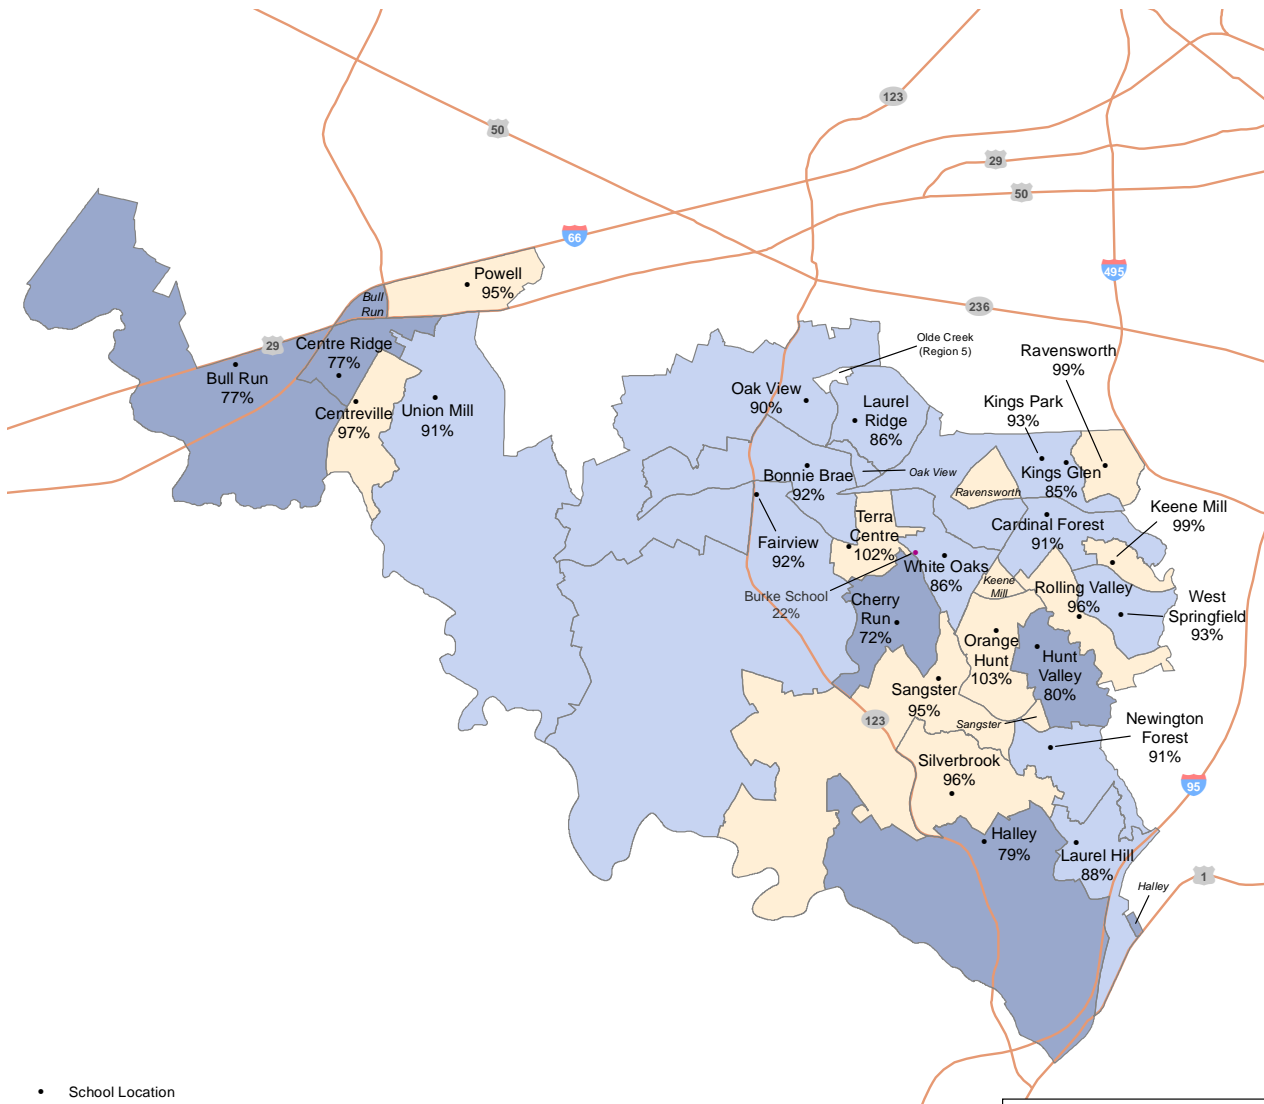 123
50
29
50
66
495
236
Powell
95%
Bull
Run
29
Centre Ridge
77%
Bull Run
77%
Centreville
97%
Union Mill
91%
Olde Creek
(Region 5)
Ravensworth
99%
Oak View
90%
Laurel
Ridge
86%
Kings Park
93%
Bonnie Brae
92%
Oak View
Kings Glen
85%
Ravensworth
Keene Mill
99%
Terra
Centre
102%
Cardinal Forest
91%
Fairview
92%
White Oaks
86%
Keene
Mill
Rolling Valley
96%
Burke School
22%
West
Springfield
93%
Cherry
Run
72%
Orange
Hunt
103%
Hunt
Valley
80%
Sangster
95%
123
Sangster
Newington
Forest
91%
Silverbrook
96%
95
Halley
79%
Laurel Hill
88%
Halley
1
School Location